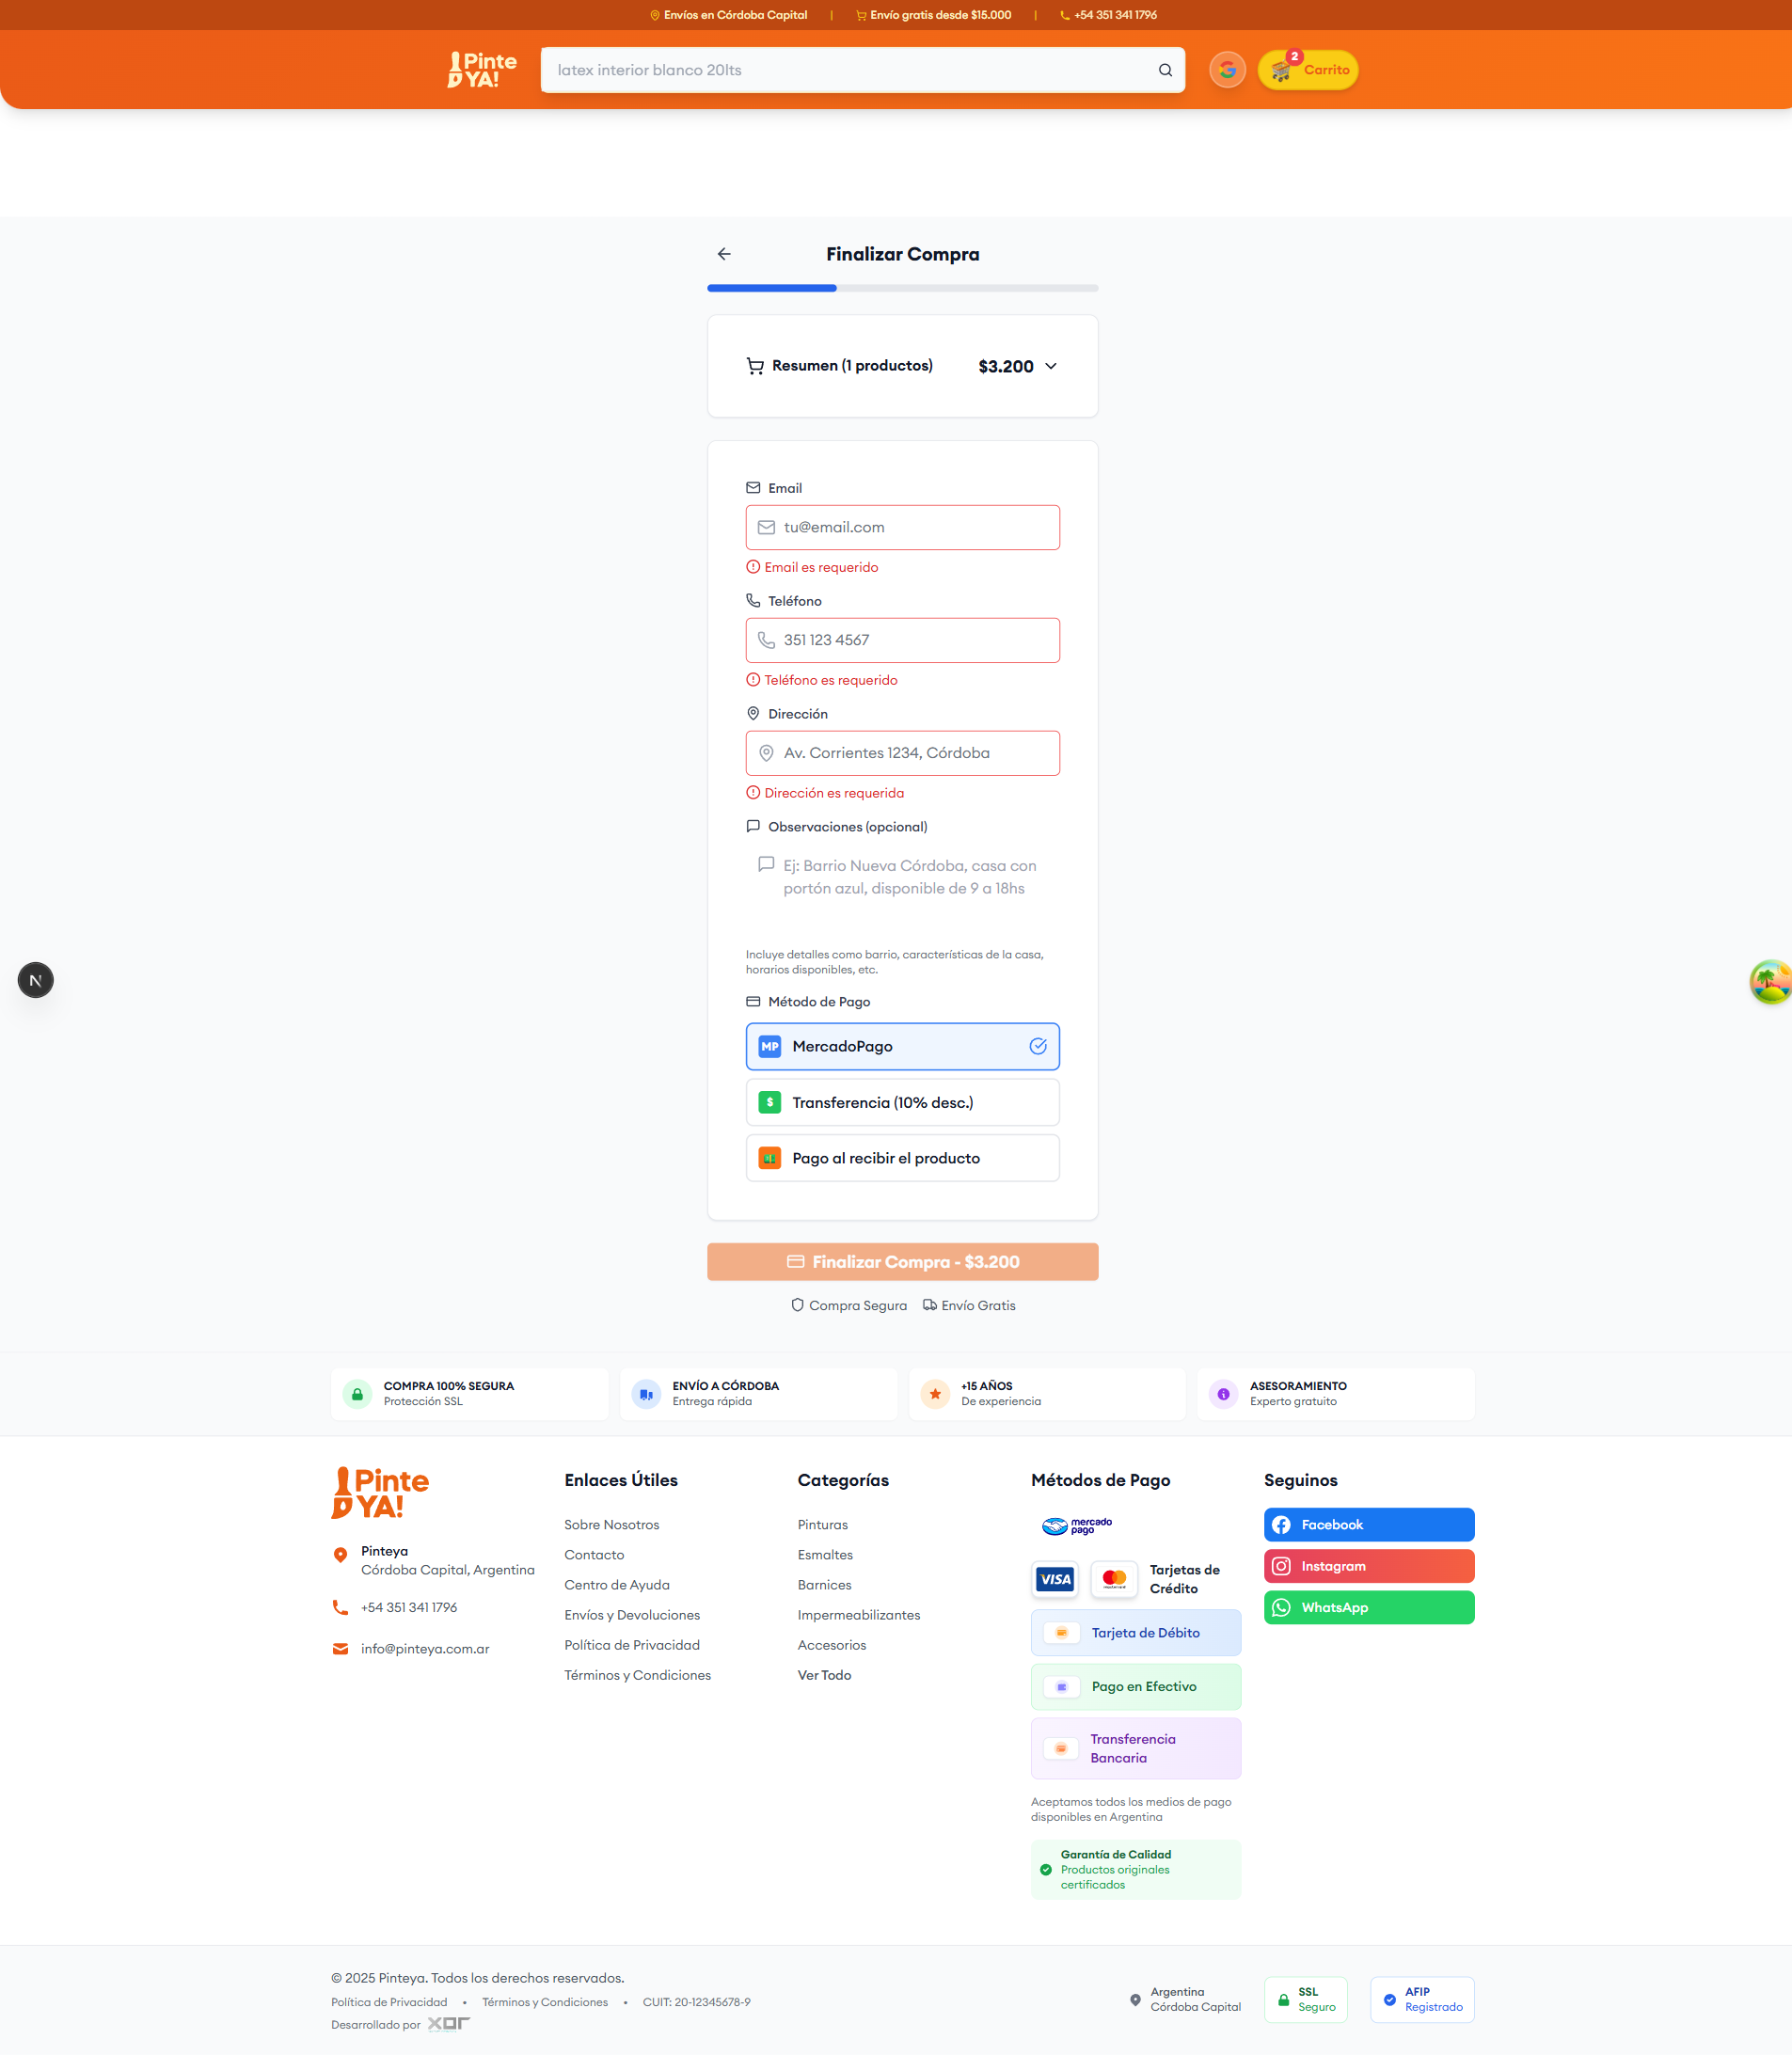 Envíos en Córdoba Capital | Envío gratis desde $15.000 | +54 351 341 1796
Pinte YA!
latex interior blanco 20lts
2
Carrito
Finalizar Compra
Resumen (1 productos) $3.200
Email
tu@email.com
Email es requerido
Teléfono
351 123 4567
Teléfono es requerido
Dirección
Av. Corrientes 1234, Córdoba
Dirección es requerida
Observaciones (opcional)
Ej: Barrio Nueva Córdoba, casa con
portón azul, disponible de 9 a 18hs
Incluye detalles como barrio, características de la casa,
horarios disponibles, etc.
N
Método de Pago
MP MercadoPago
$ Transferencia (10% desc.)
Pago al recibir el producto
Finalizar Compra - $3.200
Compra Segura Envío Gratis
COMPRA 100% SEGURA
Protección SSL
ENVÍO A CÓRDOBA
Entrega rápida
+15 AÑOS
De experiencia
ASESORAMIENTO
Experto gratuito
Pinte
YA!
Pinteya
Córdoba Capital, Argentina
+54 351 341 1796
info@pinteya.com.ar
Enlaces Útiles
Sobre Nosotros
Contacto
Centro de Ayuda
Envíos y Devoluciones
Política de Privacidad
Términos y Condiciones
Categorías
Pinturas
Esmaltes
Barnices
Impermeabilizantes
Accesorios
Ver Todo
Métodos de Pago
mercado
pago
VISA
Tarjetas de
Crédito
Tarjeta de Débito
Pago en Efectivo
Transferencia
Bancaria
Aceptamos todos los medios de pago
disponibles en Argentina
Garantía de Calidad
Productos originales
certificados
Seguinos
Facebook
Instagram
WhatsApp
© 2025 Pinteya. Todos los derechos reservados.
Política de Privacidad • Términos y Condiciones • CUIT: 20-12345678-9
Desarrollado por xor
Argentina
Córdoba Capital
SSL
Seguro
AFIP
Registrado